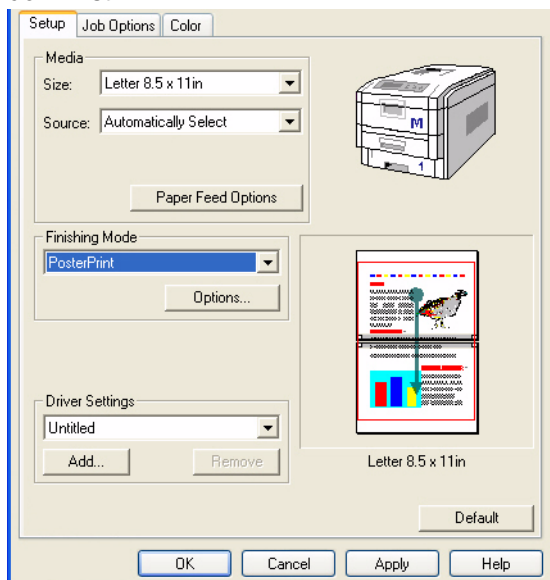 Setup
Job Options
Color
Media
Size:
Letter 8.5 x 11in
Source:
Automatically Select
Paper Feed Options
M
1
Finishing Mode
PosterPrint
Options...
Driver Settings
Untitled
Add...
Remove
Letter 8.5 x 11in
Default
OK
Cancel
Apply
Help